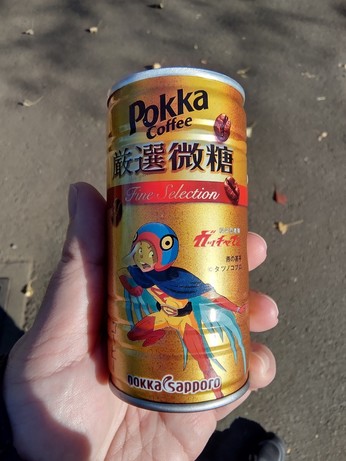 Pokka
Coffee
厳選微糖
Fine Selection
ガッチャマン
©タツノコプロ
pokka sapporo